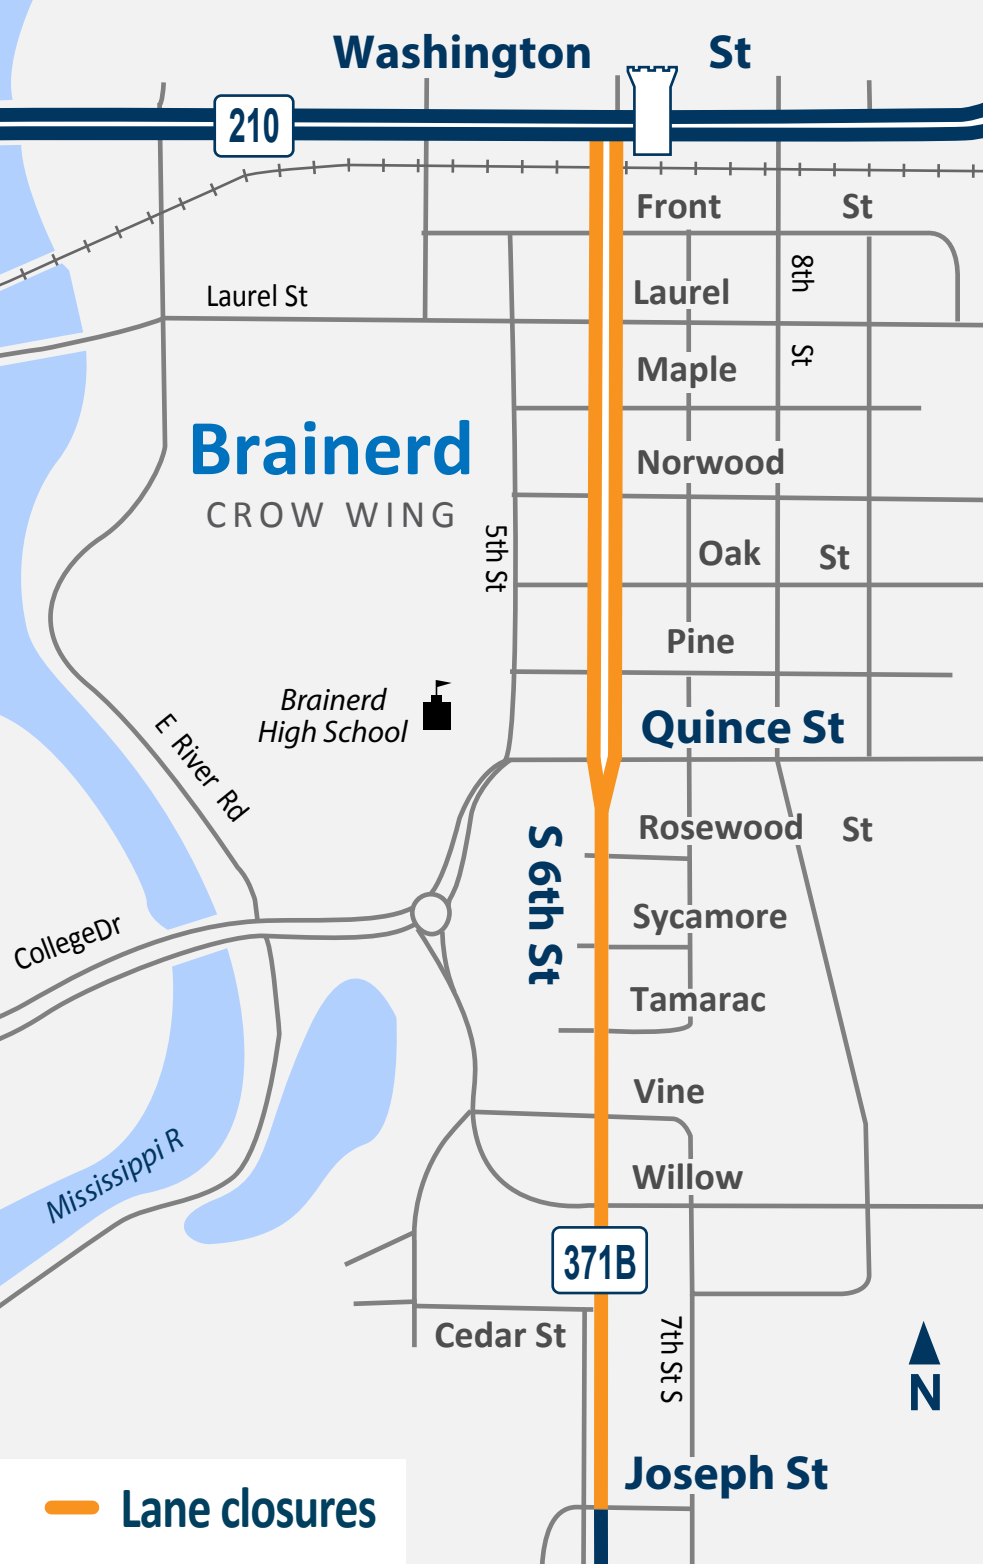 Washington St
210
Front St
Laurel St
Laurel
8th St
Maple
Brainerd
CROW WING
Norwood
5th St
Oak St
Pine
Brainerd
High School
E River Rd
Quince St
Rosewood St
S 6th St
Sycamore
CollegeDr
Tamarac
Vine
Mississippi R
Willow
371B
Cedar St
7th St S
N
Joseph St
Lane closures